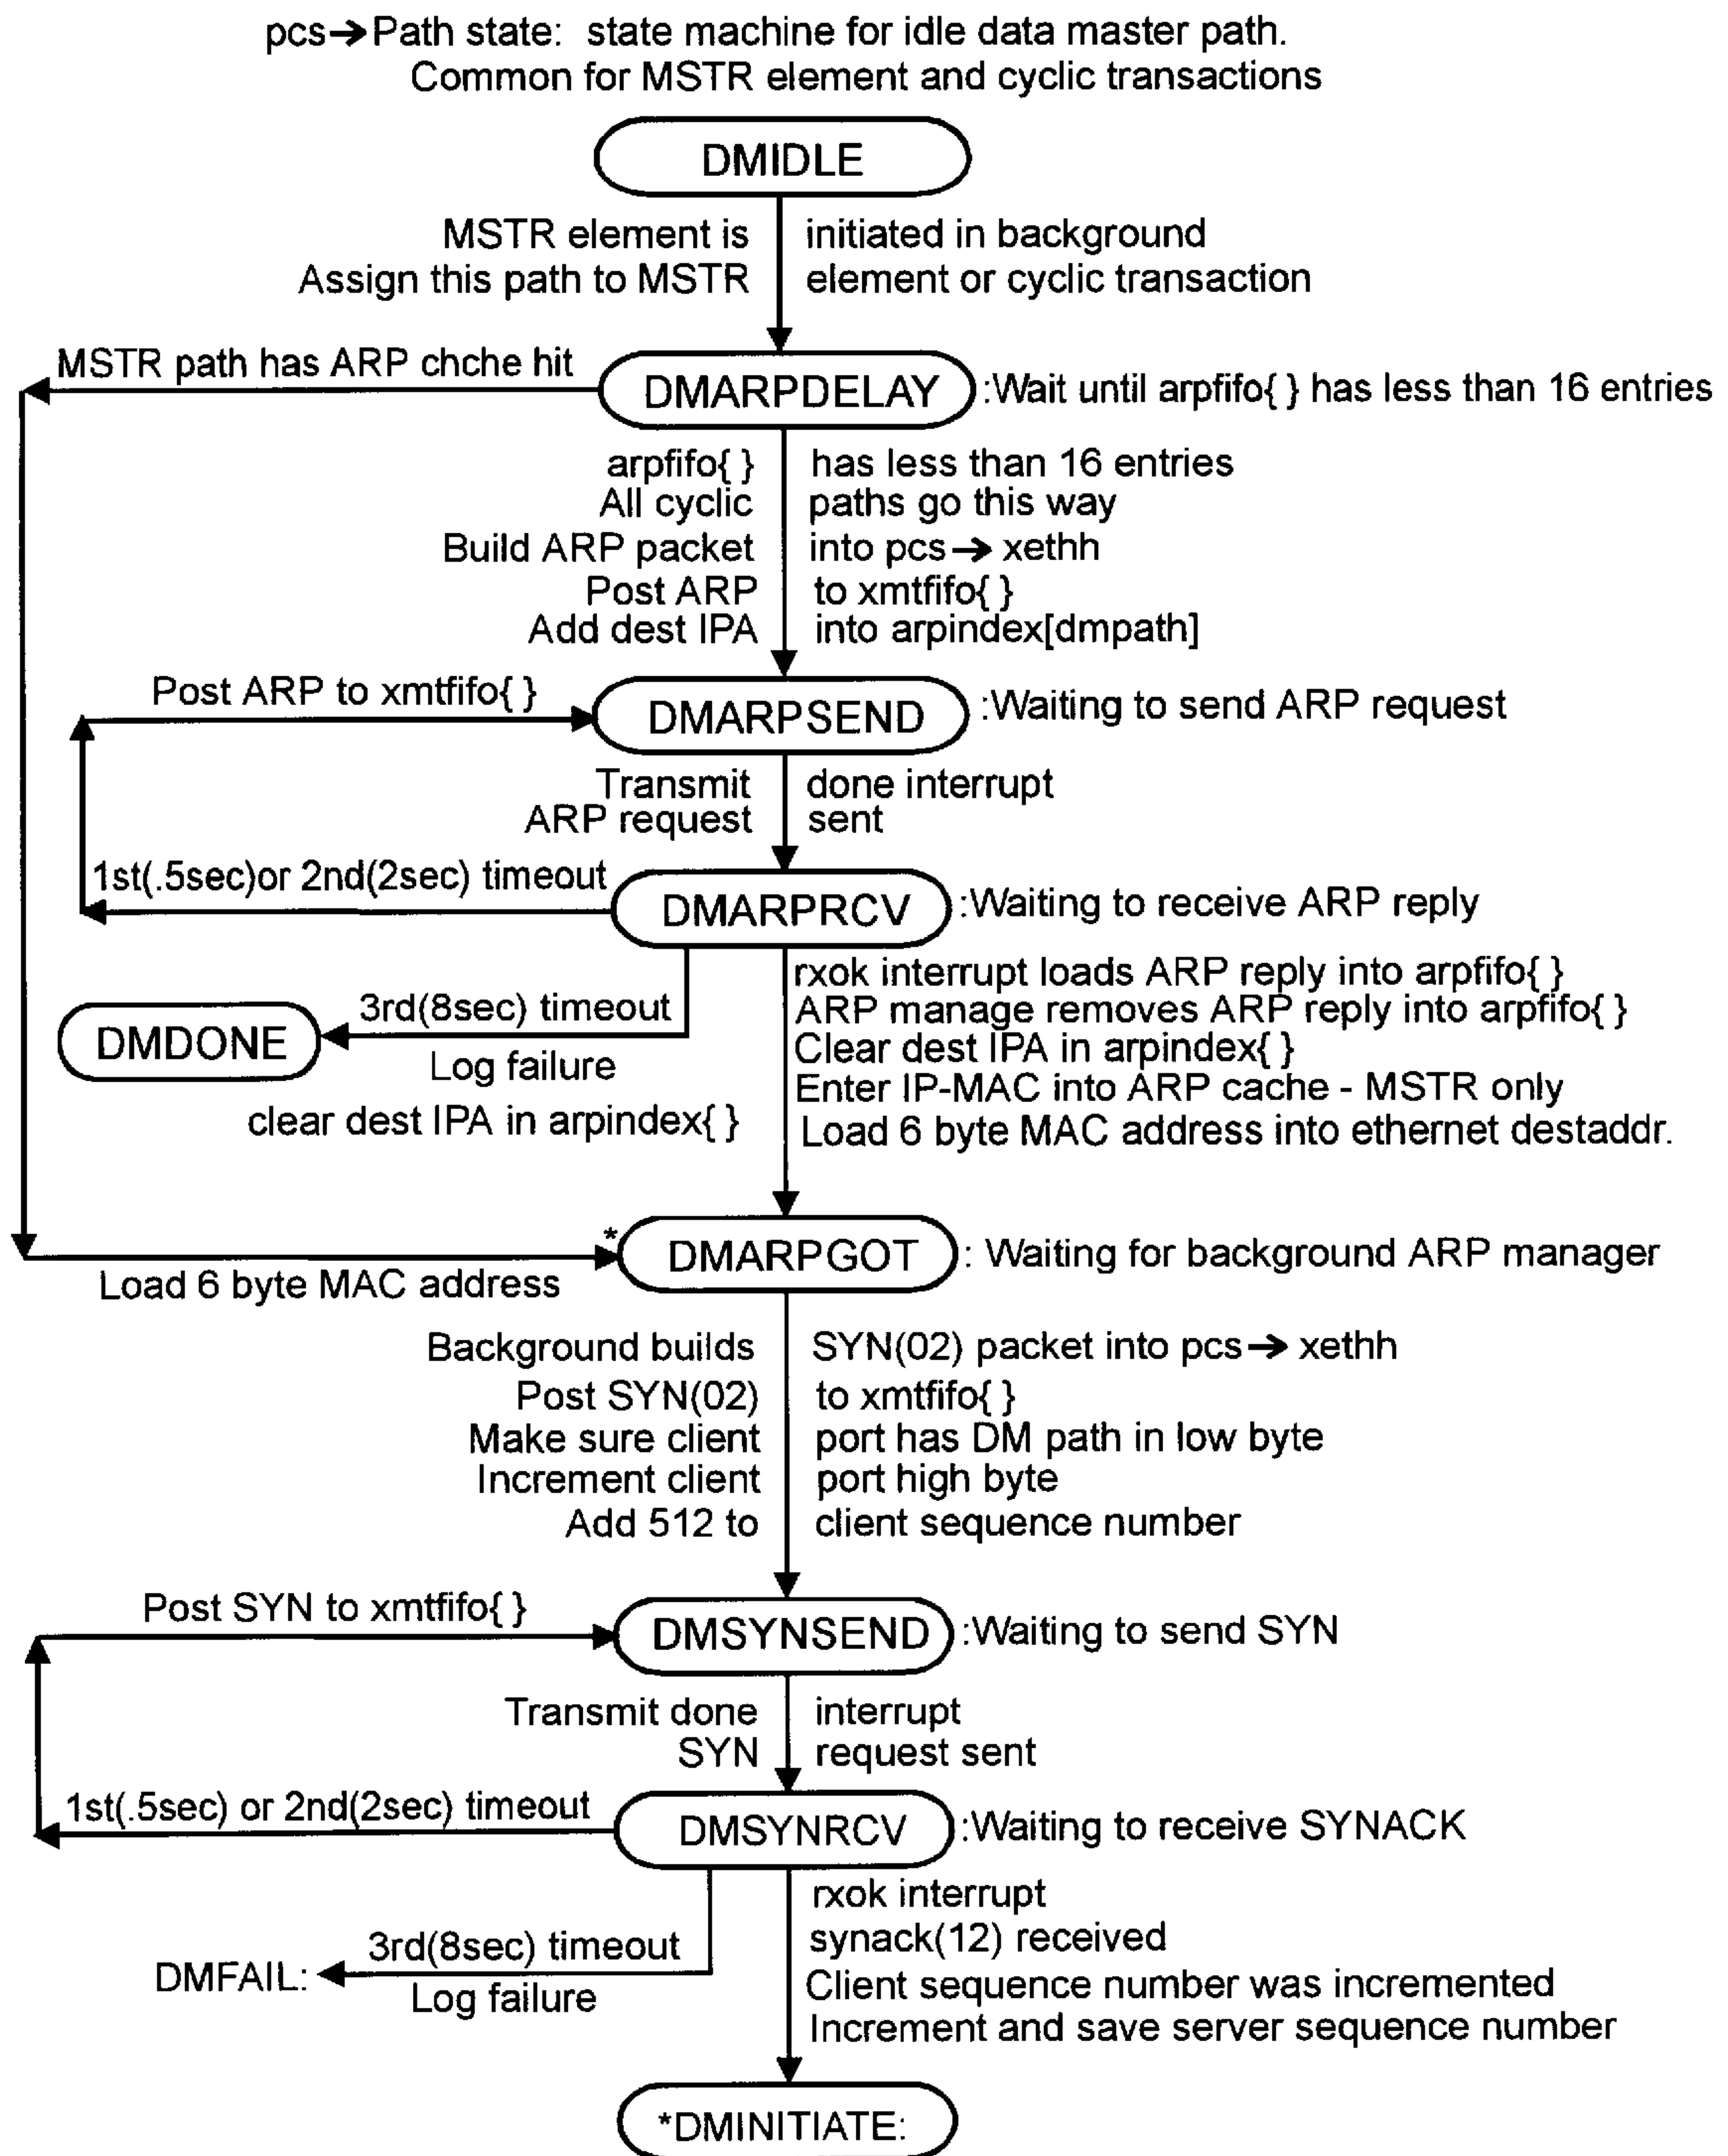 pcs→Path state: state machine for idle data master path.
Common for MSTR element and cyclic transactions
DMIDLE
MSTR element is initiated in background
Assign this path to MSTR element or cyclic transaction
MSTR path has ARP chche hit
DMARPDELAY :Wait until arpfifo{ } has less than 16 entries
arpfifo{ } has less than 16 entries
All cyclic paths go this way
Build ARP packet into pcs→ xethh
Post ARP to xmtfifo{ }
Add dest IPA into arpindex[dmpath]
Post ARP to xmtfifo{ }
DMARPSEND :Waiting to send ARP request
Transmit done interrupt
ARP request sent
1st(.5sec)or 2nd(2sec) timeout
DMARPRCV :Waiting to receive ARP reply
rxok interrupt loads ARP reply into arpfifo{ }
ARP manage removes ARP reply into arpfifo{ }
Clear dest IPA in arpindex{ }
Enter IP-MAC into ARP cache - MSTR only
Load 6 byte MAC address into ethernet destaddr.
3rd(8sec) timeout
DMDONE
Log failure
clear dest IPA in arpindex{ }
* DMARPGOT : Waiting for background ARP manager
Load 6 byte MAC address
Background builds SYN(02) packet into pcs→ xethh
Post SYN(02) to xmtfifo{ }
Make sure client port has DM path in low byte
Increment client port high byte
Add 512 to client sequence number
Post SYN to xmtfifo{ }
DMSYNSEND :Waiting to send SYN
Transmit done interrupt
SYN request sent
1st(.5sec) or 2nd(2sec) timeout
DMSYNRCV :Waiting to receive SYNACK
rxok interrupt
synack(12) received
Client sequence number was incremented
Increment and save server sequence number
3rd(8sec) timeout
DMFAIL:
Log failure
*DMINITIATE: